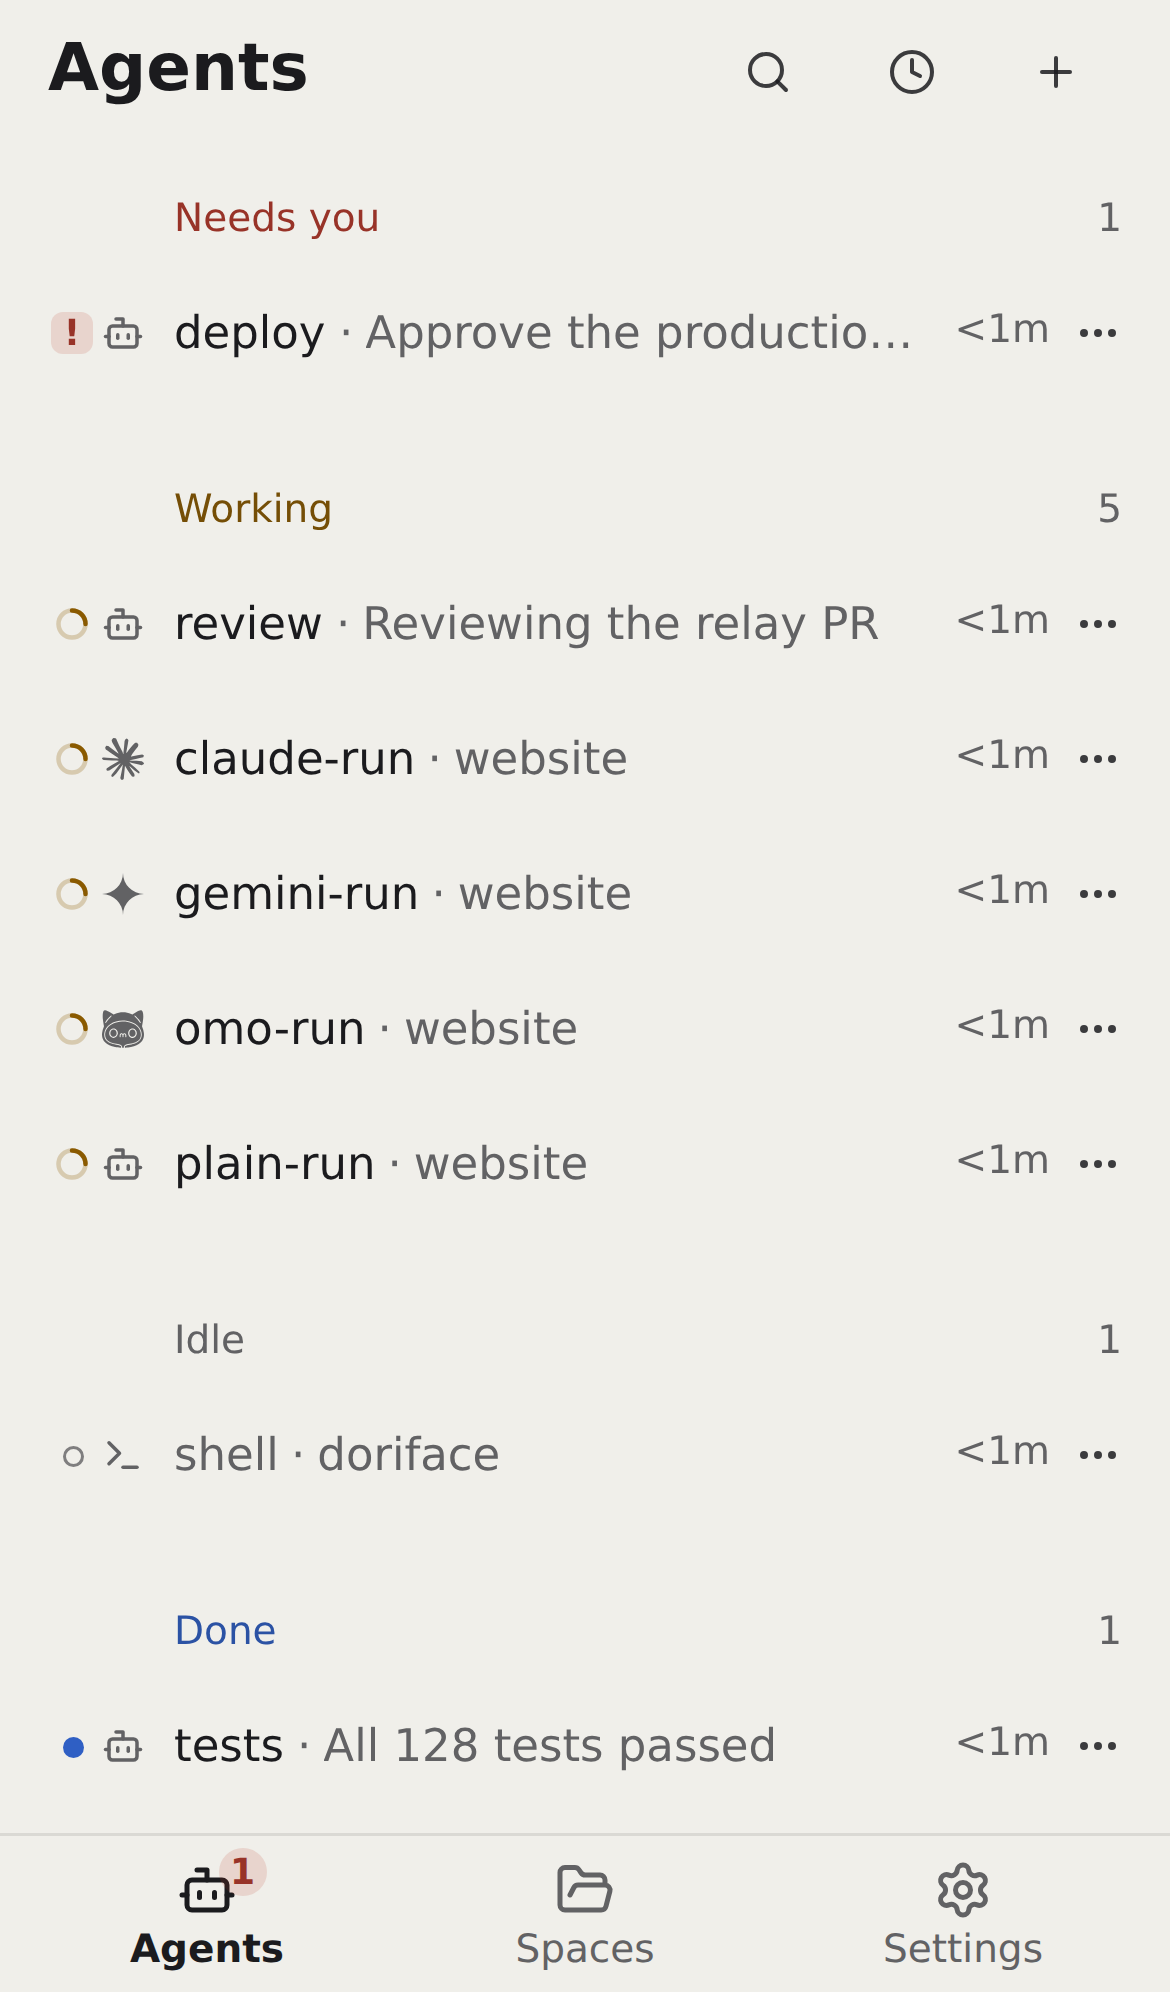 Agents
Needs you 1
! deploy · Approve the productio... <1m
Working 5
review · Reviewing the relay PR <1m
claude-run · website <1m
gemini-run · website <1m
omo-run · website <1m
plain-run · website <1m
Idle 1
shell · doriface <1m
Done 1
tests · All 128 tests passed <1m
1
Agents Spaces Settings